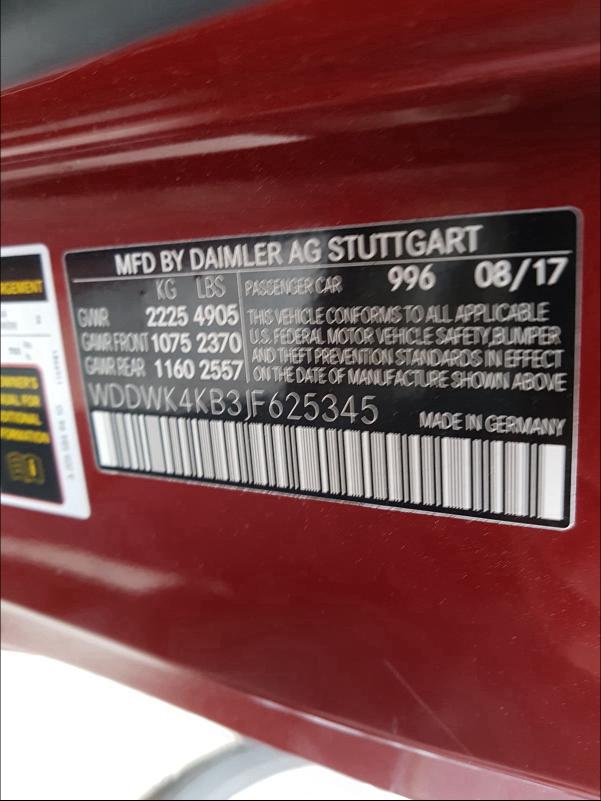 MFD BY DAIMLER AG STUTTGART
KG LBS PASSENGER CAR 996 08/17
GVWR 2225 4905
GAWR FRONT 1075 2370
GAWR REAR 1160 2557
THIS VEHICLE CONFORMS TO ALL APPLICABLE
U.S. FEDERAL MOTOR VEHICLE SAFETY, BUMPER
AND THEFT PREVENTION STANDARDS IN EFFECT
ON THE DATE OF MANUFACTURE SHOWN ABOVE
WDDWK4KB3JF625345
MADE IN GERMANY